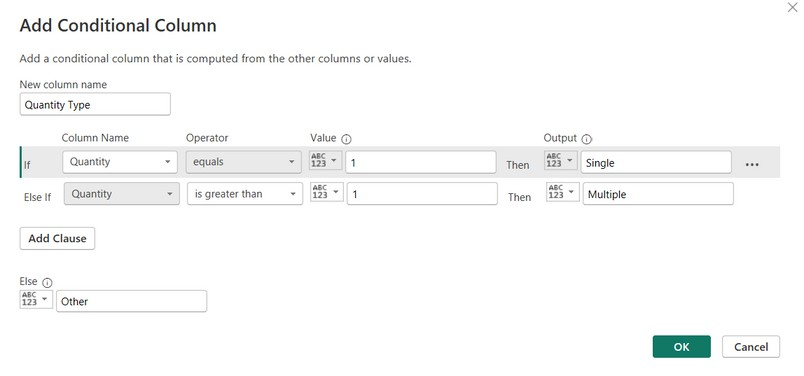 Add Conditional Column
Add a conditional column that is computed from the other columns or values.
New column name
Quantity Type
Column Name Operator Value Output
If Quantity equals ABC 123 1 Then ABC 123 Single ...
Else If Quantity is greater than ABC 123 1 Then ABC 123 Multiple
Add Clause
Else
ABC 123 Other
OK Cancel